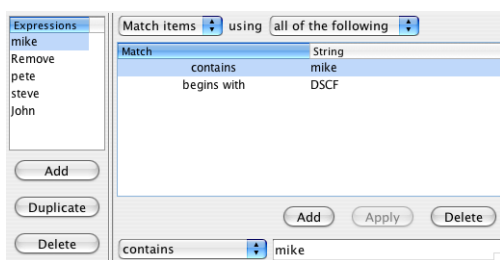 Expressions
mike
Remove
pete
steve
John
Add
Duplicate
Delete
Match items using all of the following
Match String
contains mike
begins with DSCF
Add Apply Delete
contains mike